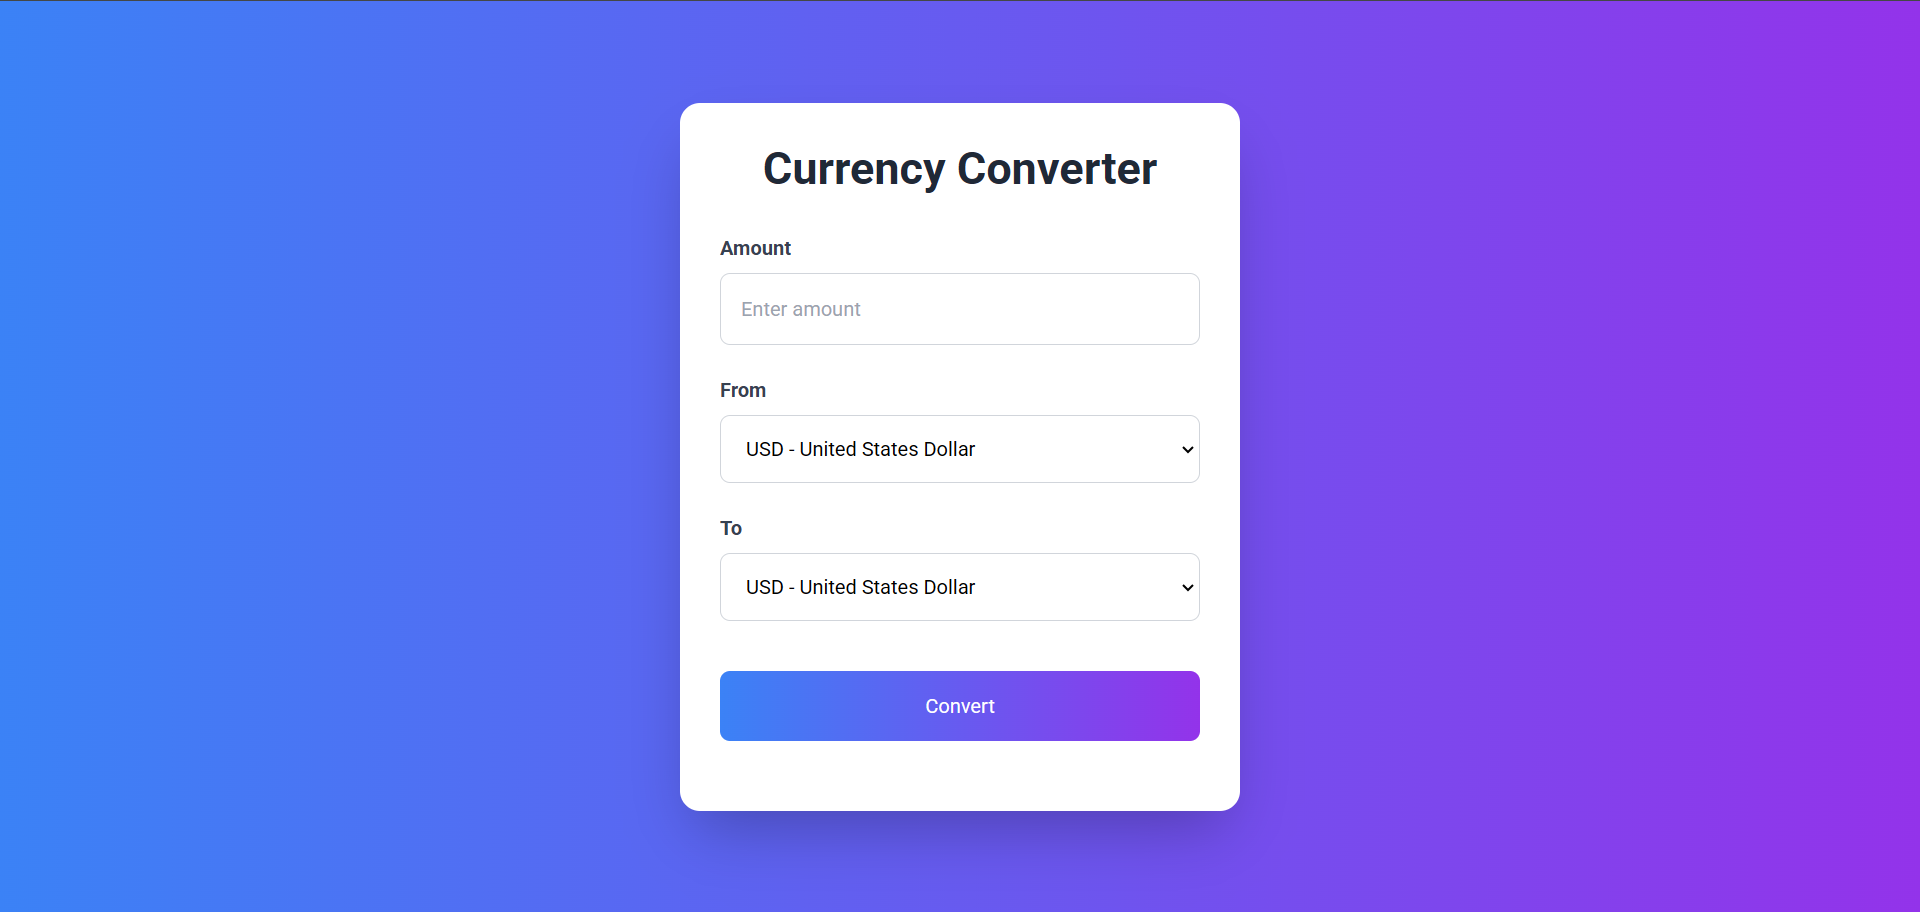 Currency Converter
Amount
Enter amount
From
USD - United States Dollar
To
USD - United States Dollar
Convert